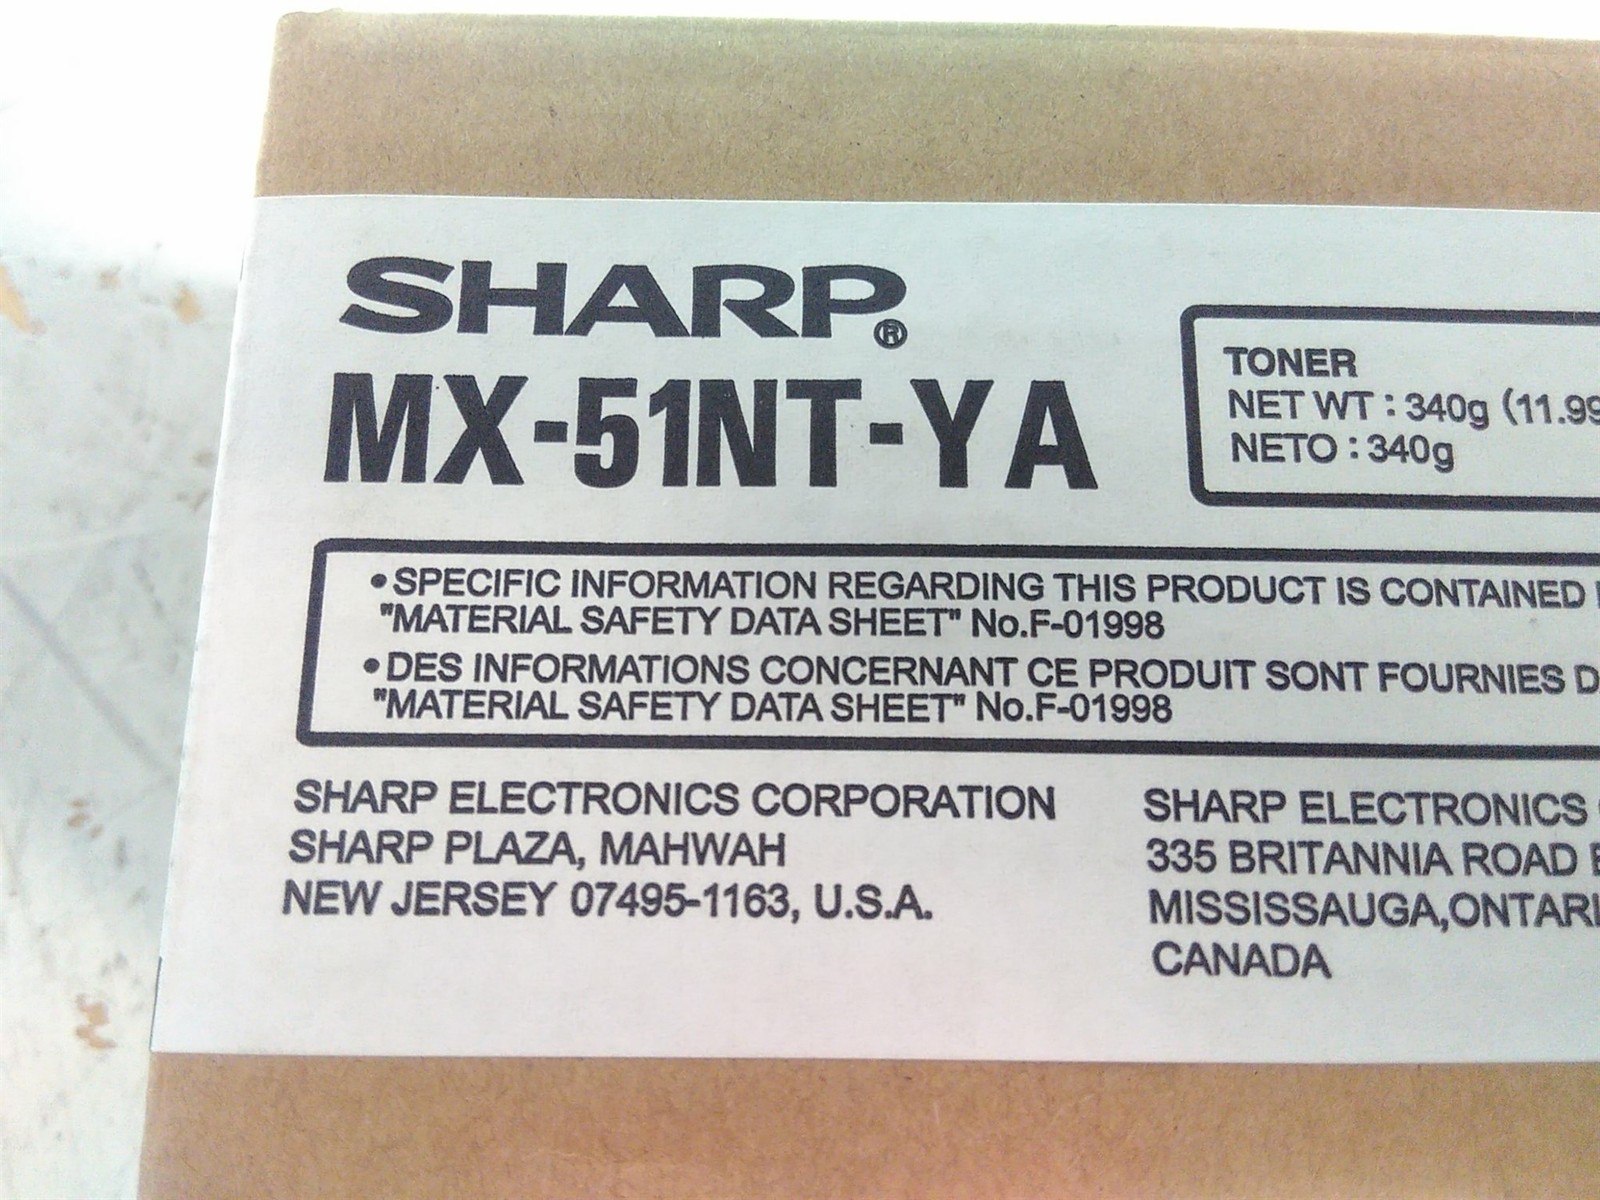 SHARP®
MX-51NT-YA
TONER
NET WT : 340g (11.99
NETO : 340g
•SPECIFIC INFORMATION REGARDING THIS PRODUCT IS CONTAINED
"MATERIAL SAFETY DATA SHEET" No.F-01998
•DES INFORMATIONS CONCERNANT CE PRODUIT SONT FOURNIES
"MATERIAL SAFETY DATA SHEET" No.F-01998
SHARP ELECTRONICS CORPORATION
SHARP PLAZA, MAHWAH
NEW JERSEY 07495-1163, U.S.A.
SHARP ELECTRONICS
335 BRITANNIA ROAD
MISSISSAUGA,ONTARI
CANADA